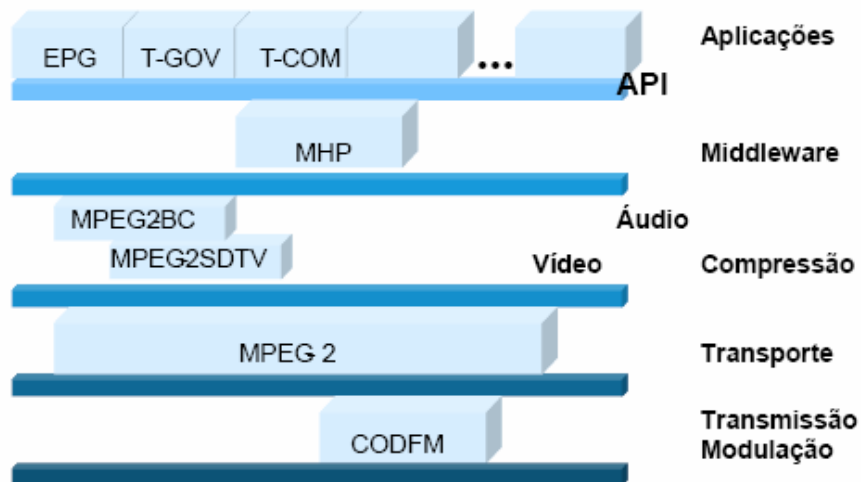 EPG T-GOV T-COM ... Aplicações
API
MHP Middleware
MPEG2BC Áudio
MPEG2SDTV Vídeo Compressão
MPEG 2 Transporte
CODFM Transmissão
Modulação